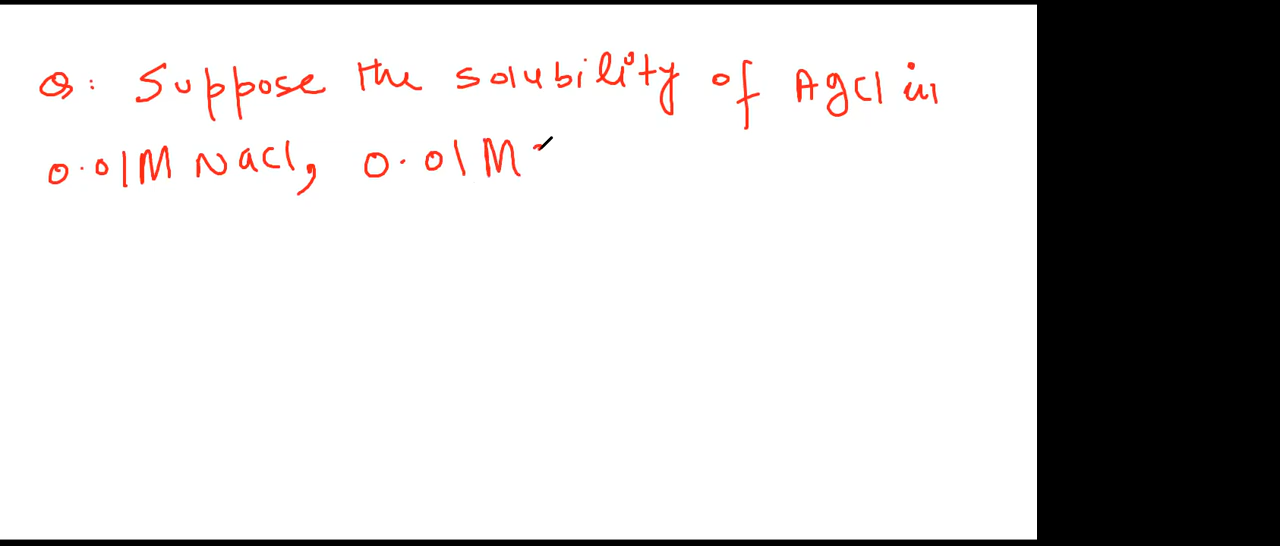 Q: Suppose the solubility of AgCl in
0.01M NaCl, 0.01M